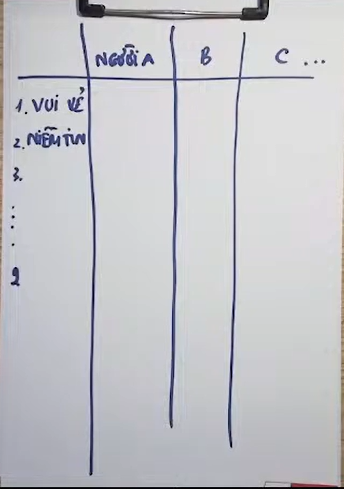 NGƯỜI A B C ...
1. VUI VẺ
2. NIỀM TIN
3.
.
.
.
.
2